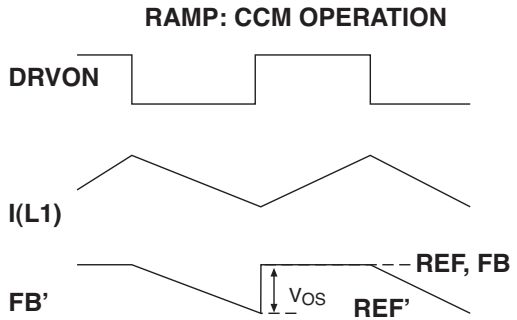 RAMP: CCM OPERATION
DRVON
I(L1)
REF, FB
FB'
VOS
REF'